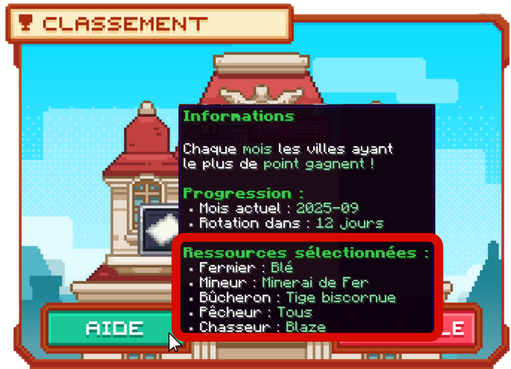 CLASSEMENT
Informations
Chaque mois les villes ayant
le plus de point gagnent !
Progression :
• Mois actuel : 2025-09
• Rotation dans : 12 jours
Ressources sélectionnées :
• Fermier : Blé
• Mineur : Minerai de Fer
• Bûcheron : Tige biscornue
• Pêcheur : Tous
• Chasseur : Blaze
AIDE